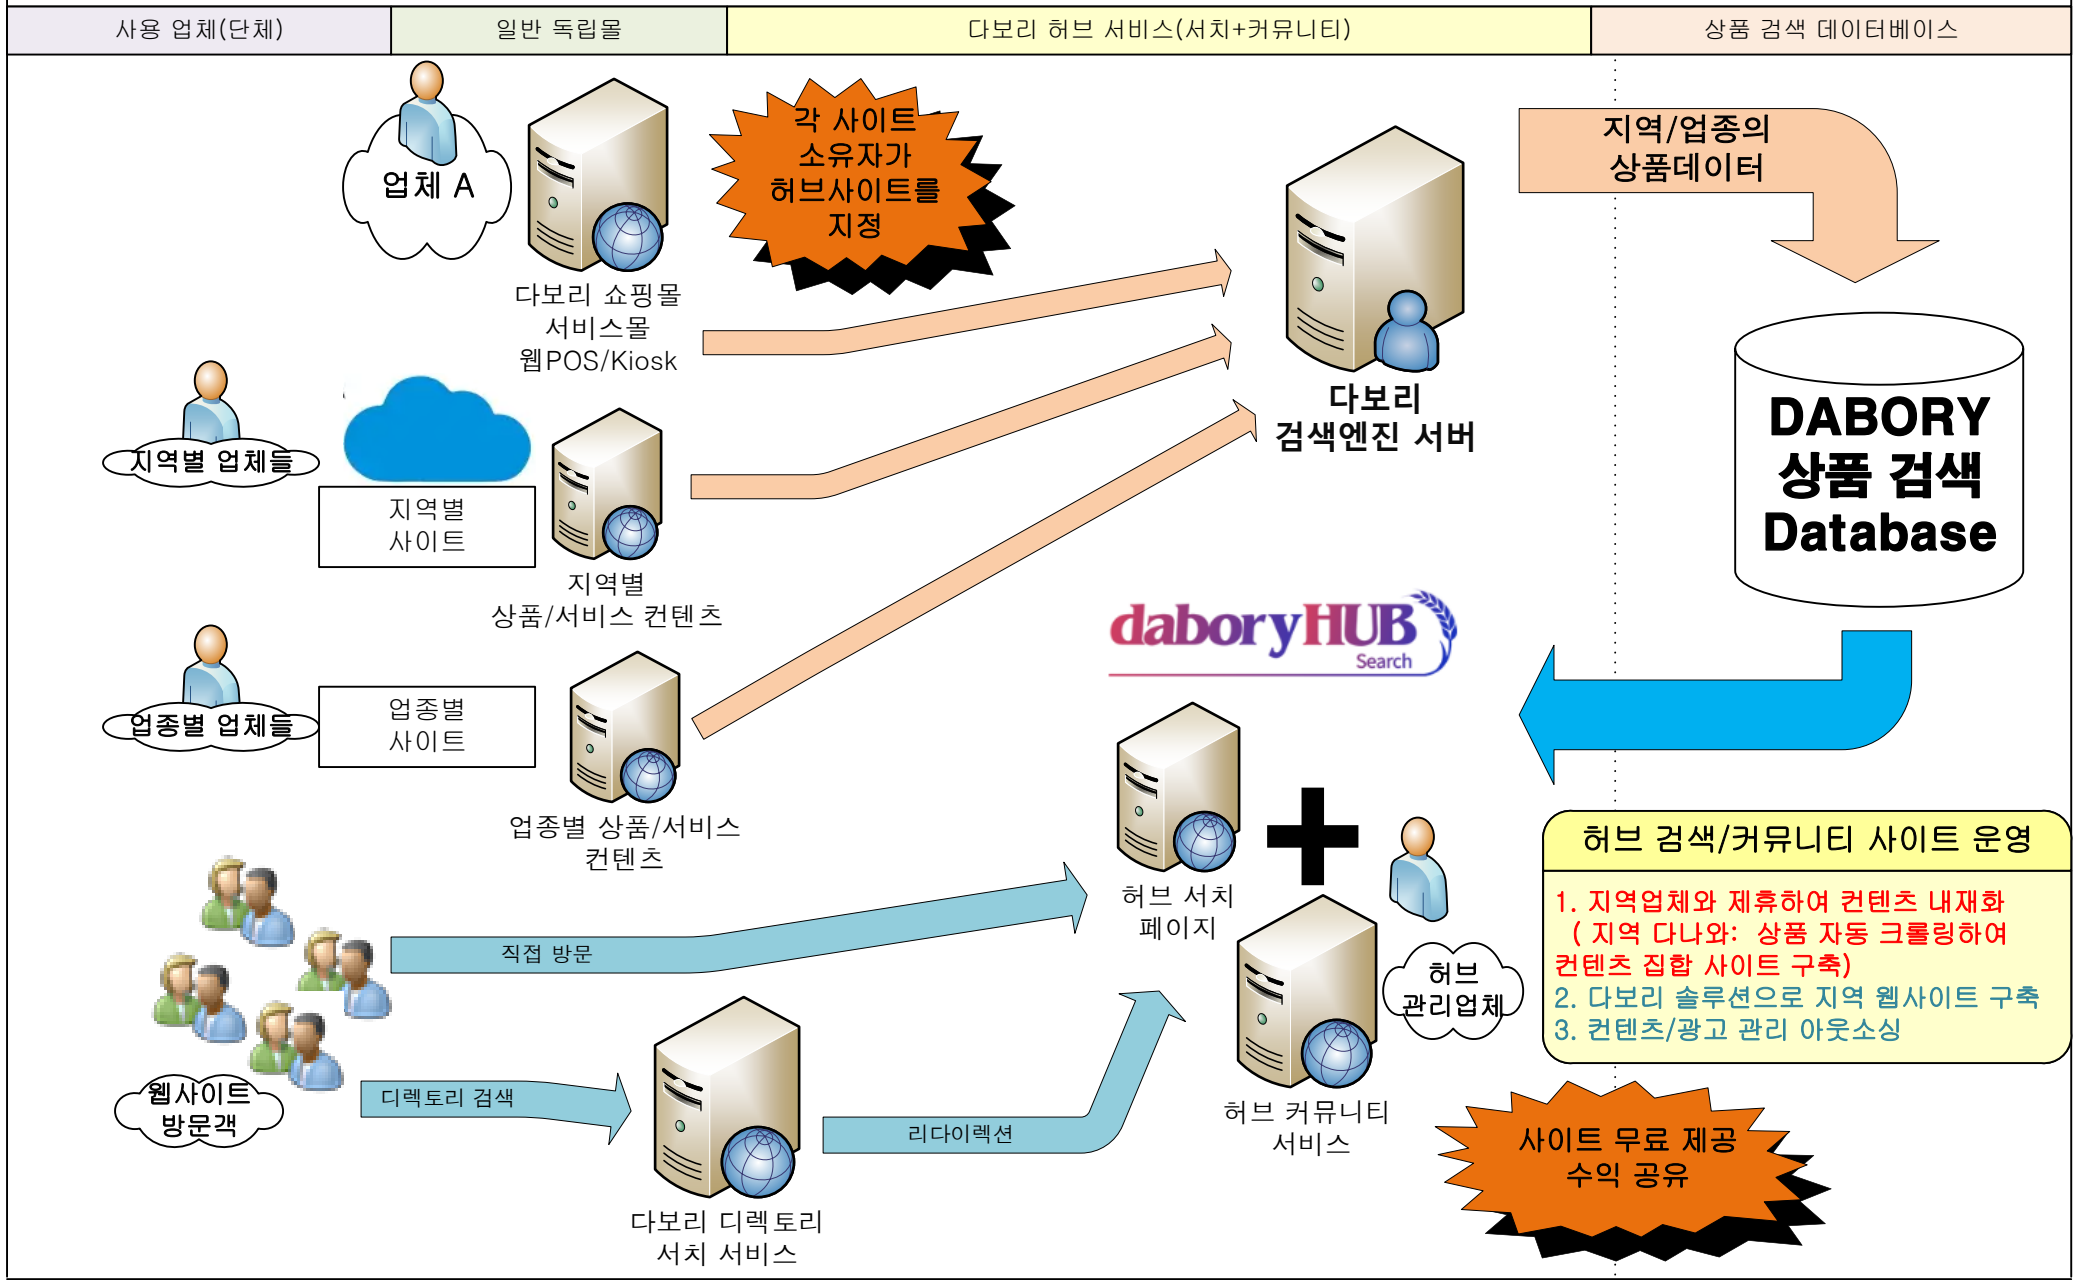 사용 업체(단체)
일반 독립몰
다보리 허브 서비스(서치+커뮤니티)
상품 검색 데이터베이스
업체 A
다보리 쇼핑몰
서비스몰
웹POS/Kiosk
각 사이트
소유자가
허브사이트를
지정
다보리
검색엔진 서버
지역/업종의
상품데이터
DABORY
상품 검색
Database
지역별 업체들
지역별
사이트
지역별
상품/서비스 컨텐츠
업종별 업체들
업종별
사이트
업종별 상품/서비스
컨텐츠
daboryHUB
Search
허브 서치
페이지
허브
관리업체
허브 커뮤니티
서비스
허브 검색/커뮤니티 사이트 운영
1. 지역업체와 제휴하여 컨텐츠 내재화
( 지역 다나와: 상품 자동 크롤링하여
컨텐츠 집합 사이트 구축)
2. 다보리 솔루션으로 지역 웹사이트 구축
3. 컨텐츠/광고 관리 아웃소싱
웹사이트
방문객
직접 방문
디렉토리 검색
다보리 디렉토리
서치 서비스
리다이렉션
사이트 무료 제공
수익 공유